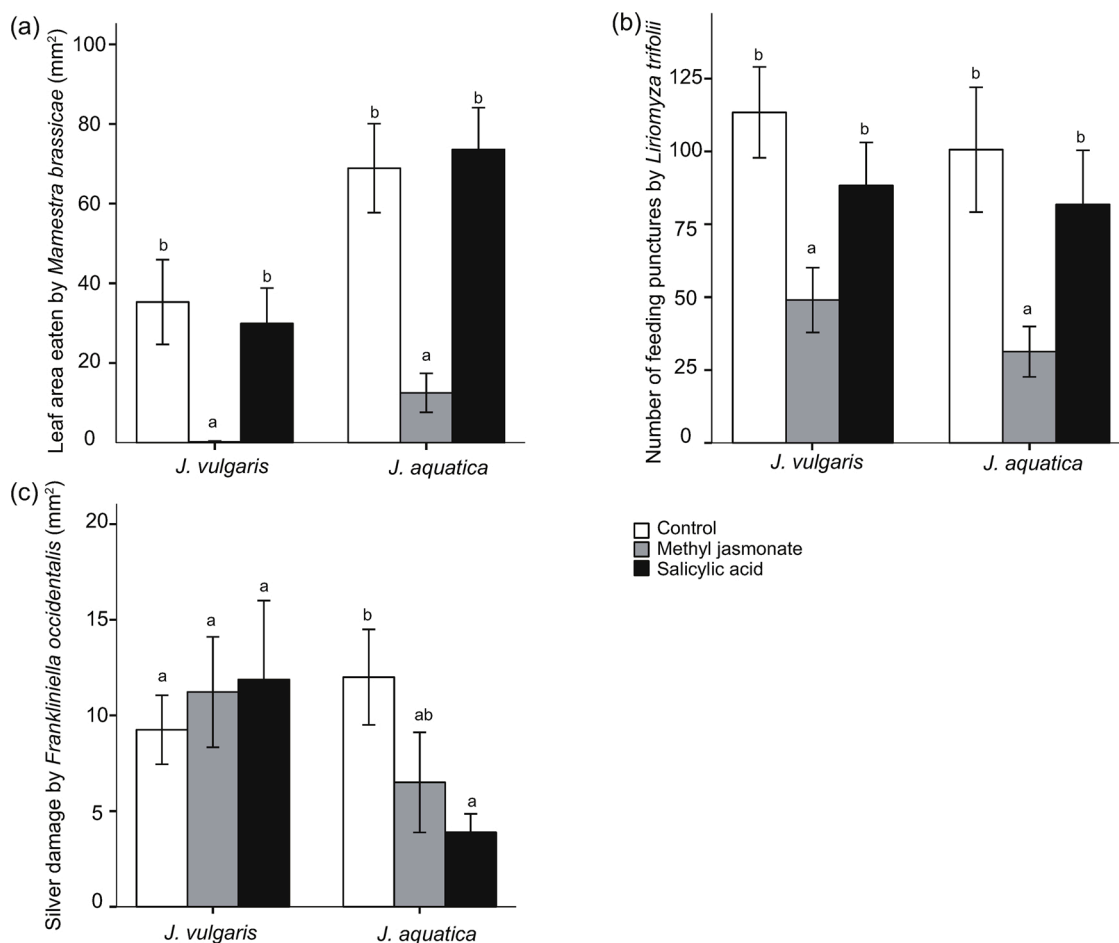 (a)
Leaf area eaten by Mamestra brassicae (mm²)
100
80
60
40
20
0
b
a
b
b
a
b
J. vulgaris
J. aquatica
(b)
Number of feeding punctures by Liriomyza trifolii
125
100
75
50
25
0
b
a
b
b
a
b
J. vulgaris
J. aquatica
(c)
Silver damage by Frankliniella occidentalis (mm²)
20
15
10
5
0
a
a
a
b
ab
a
J. vulgaris
J. aquatica
Control
Methyl jasmonate
Salicylic acid